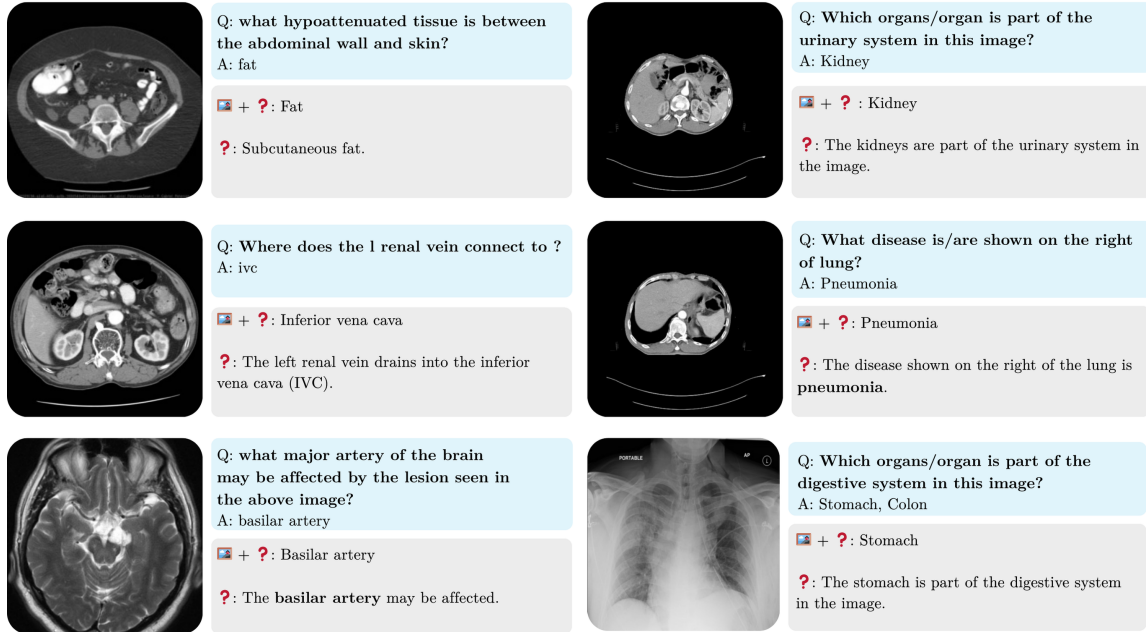 Q: what hypoattenuated tissue is between
the abdominal wall and skin?
A: fat
+ ?: Fat
?: Subcutaneous fat.
Q: Which organs/organ is part of the
urinary system in this image?
A: Kidney
+ ? : Kidney
?: The kidneys are part of the urinary system in
the image.
Q: Where does the l renal vein connect to ?
A: ivc
+ ?: Inferior vena cava
?: The left renal vein drains into the inferior
vena cava (IVC).
Q: What disease is/are shown on the right
of lung?
A: Pneumonia
+ ?: Pneumonia
?: The disease shown on the right of the lung is
pneumonia.
Q: what major artery of the brain
may be affected by the lesion seen in
the above image?
A: basilar artery
+ ?: Basilar artery
?: The basilar artery may be affected.
PORTABLE
AP
L
Q: Which organs/organ is part of the
digestive system in this image?
A: Stomach, Colon
+ ?: Stomach
?: The stomach is part of the digestive system
in the image.